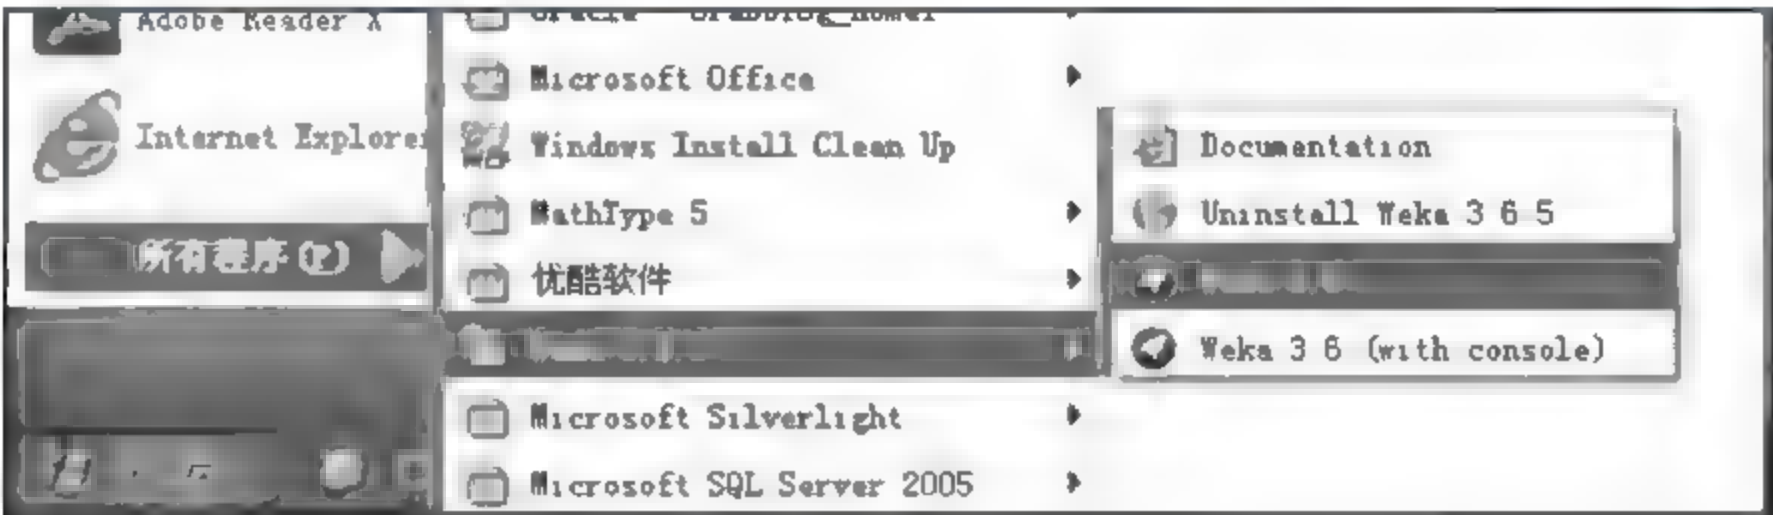 Adobe Reader X
Internet Explorer
所有程序(P)
Microsoft Office
Windows Install Clean Up
MathType 5
优酷软件
Microsoft Silverlight
Microsoft SQL Server 2005
Documentation
Uninstall Weka 3 6 5
Weka 3 6 (with console)